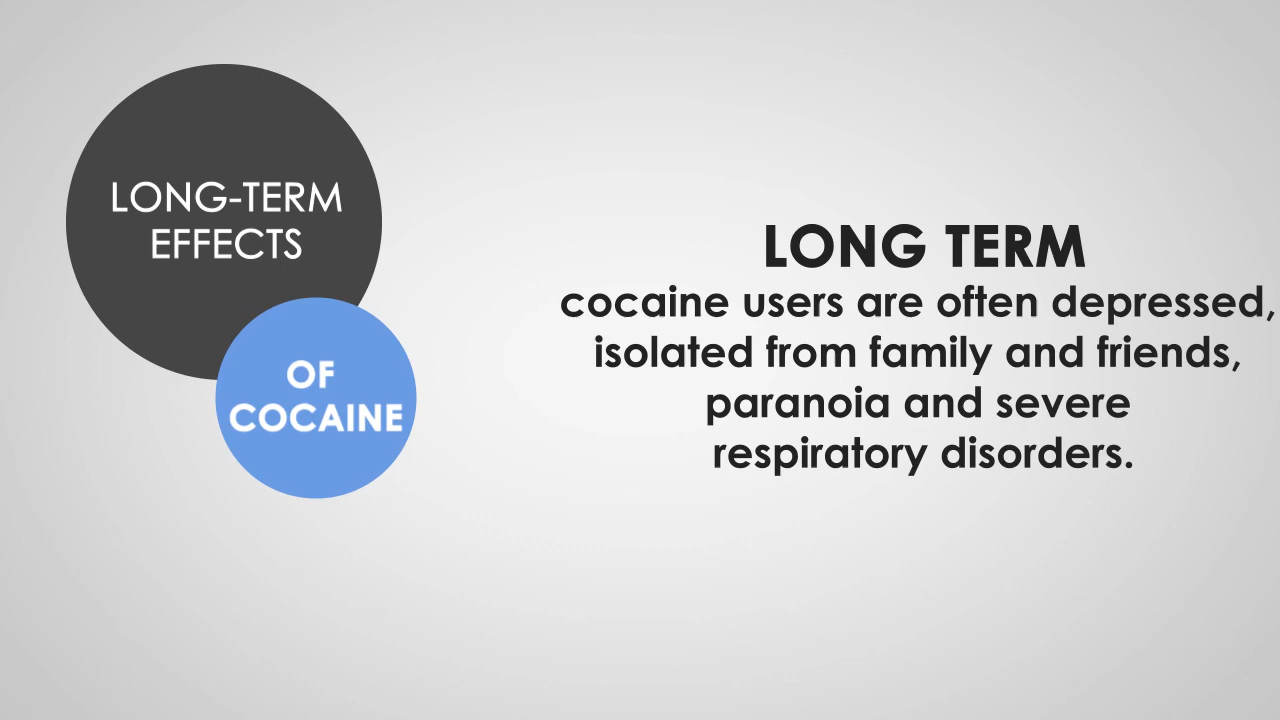 LONG-TERM
EFFECTS
OF
COCAINE
LONG TERM
cocaine users are often depressed,
isolated from family and friends,
paranoia and severe
respiratory disorders.